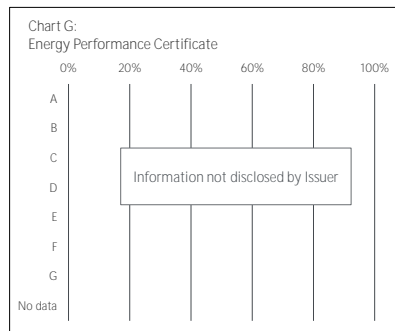 Chart G:
Energy Performance Certificate
0% 20% 40% 60% 80% 100%
A
B
C
Information not disclosed by Issuer
D
E
F
G
No data